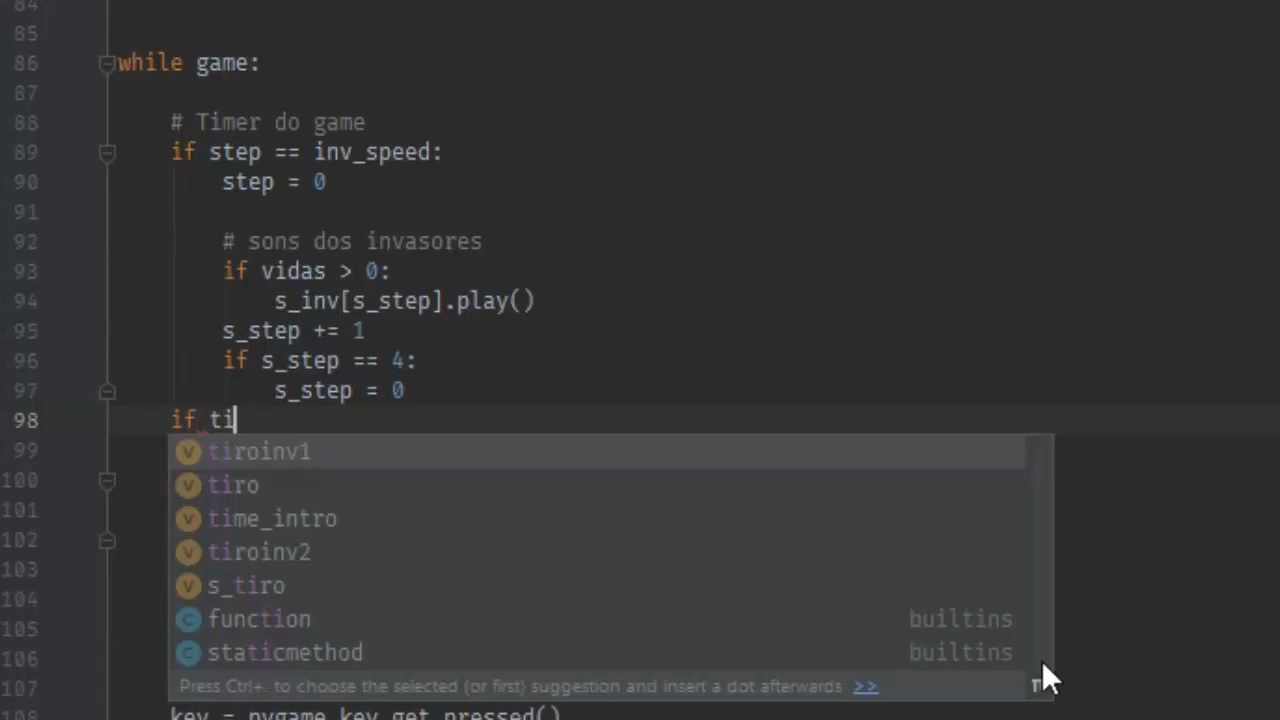 84
85
86 while game:
87
88 # Timer do game
89 if step == inv_speed:
90 step = 0
91
92 # sons dos invasores
93 if vidas > 0:
94 s_inv[s_step].play()
95 s_step += 1
96 if s_step == 4:
97 s_step = 0
98 if ti
99 tiroinv1
100 tiro
101 time_intro
102 tiroinv2
103 s_tiro
104 function builtins
105
106 staticmethod builtins
107 Press Ctrl+. to choose the selected (or first) suggestion and insert a dot afterwards >>
108 key = pygame.key.get_pressed()